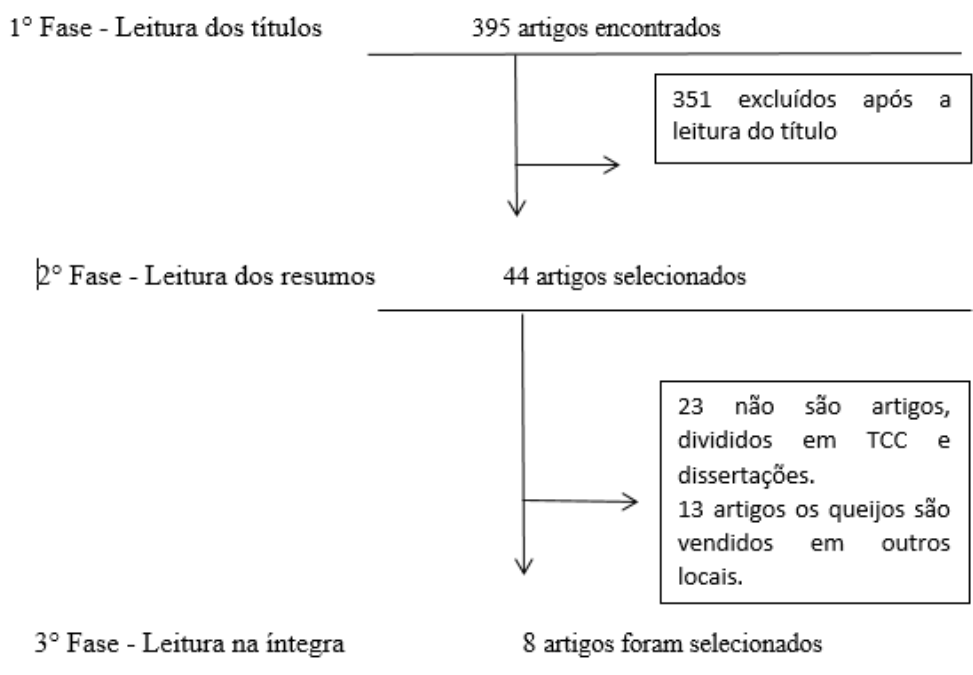 1° Fase - Leitura dos títulos 395 artigos encontrados
351 excluídos após a
leitura do título
2° Fase - Leitura dos resumos 44 artigos selecionados
23 não são artigos,
divididos em TCC e
dissertações.
13 artigos os queijos são
vendidos em outros
locais.
3° Fase - Leitura na íntegra 8 artigos foram selecionados